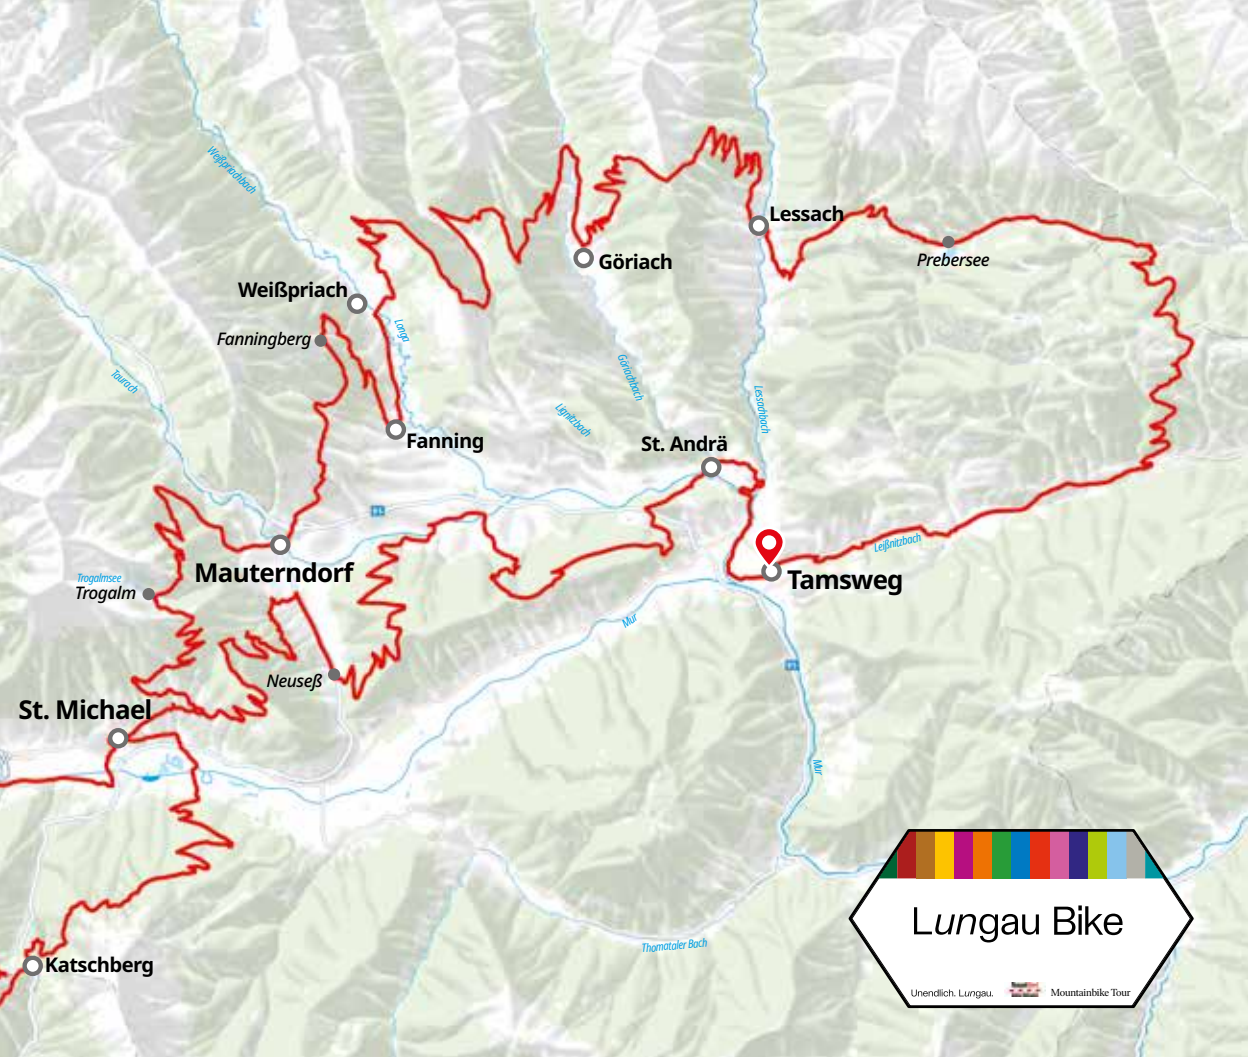 Weißpriachbach
Lessach
Göriach
Prebersee
Weißpriach
Longa
Fanningberg
Taurach
Göriachbach
Lignitzbach
Lessachbach
Fanning
St. Andrä
Leißnitzbach
Mauterndorf
Tamsweg
Trogalmsee
Trogalm
Mur
Neuseß
St. Michael
Mur
Thomataler Bach
Katschberg
Lungau Bike
Unendlich. Lungau.
Mountainbike Tour